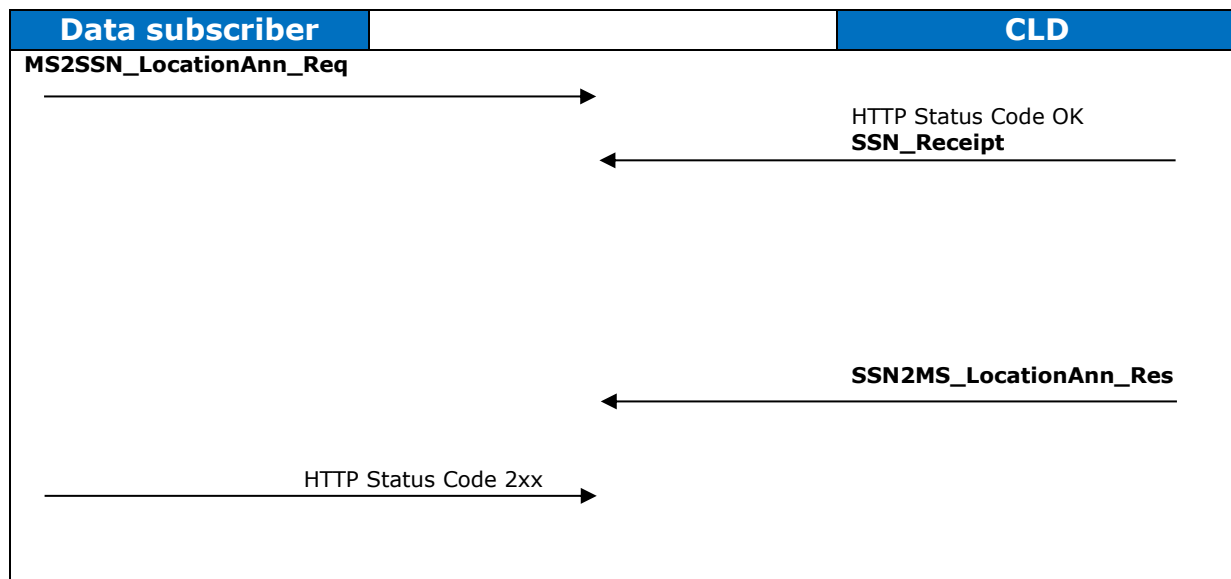 Data subscriber
CLD
MS2SSN_LocationAnn_Req
HTTP Status Code OK
SSN_Receipt
SSN2MS_LocationAnn_Res
HTTP Status Code 2xx